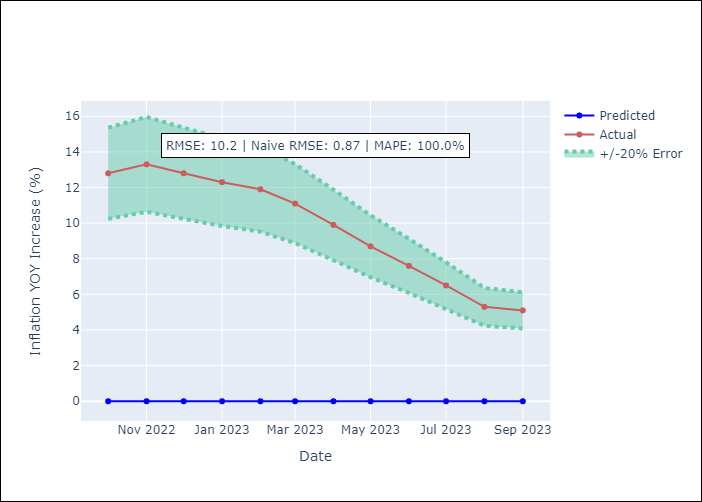 Predicted
Actual
+/-20% Error
RMSE: 10.2 | Naive RMSE: 0.87 | MAPE: 100.0%
Inflation YOY Increase (%)
16
14
12
10
8
6
4
2
0
Nov 2022 Jan 2023 Mar 2023 May 2023 Jul 2023 Sep 2023
Date